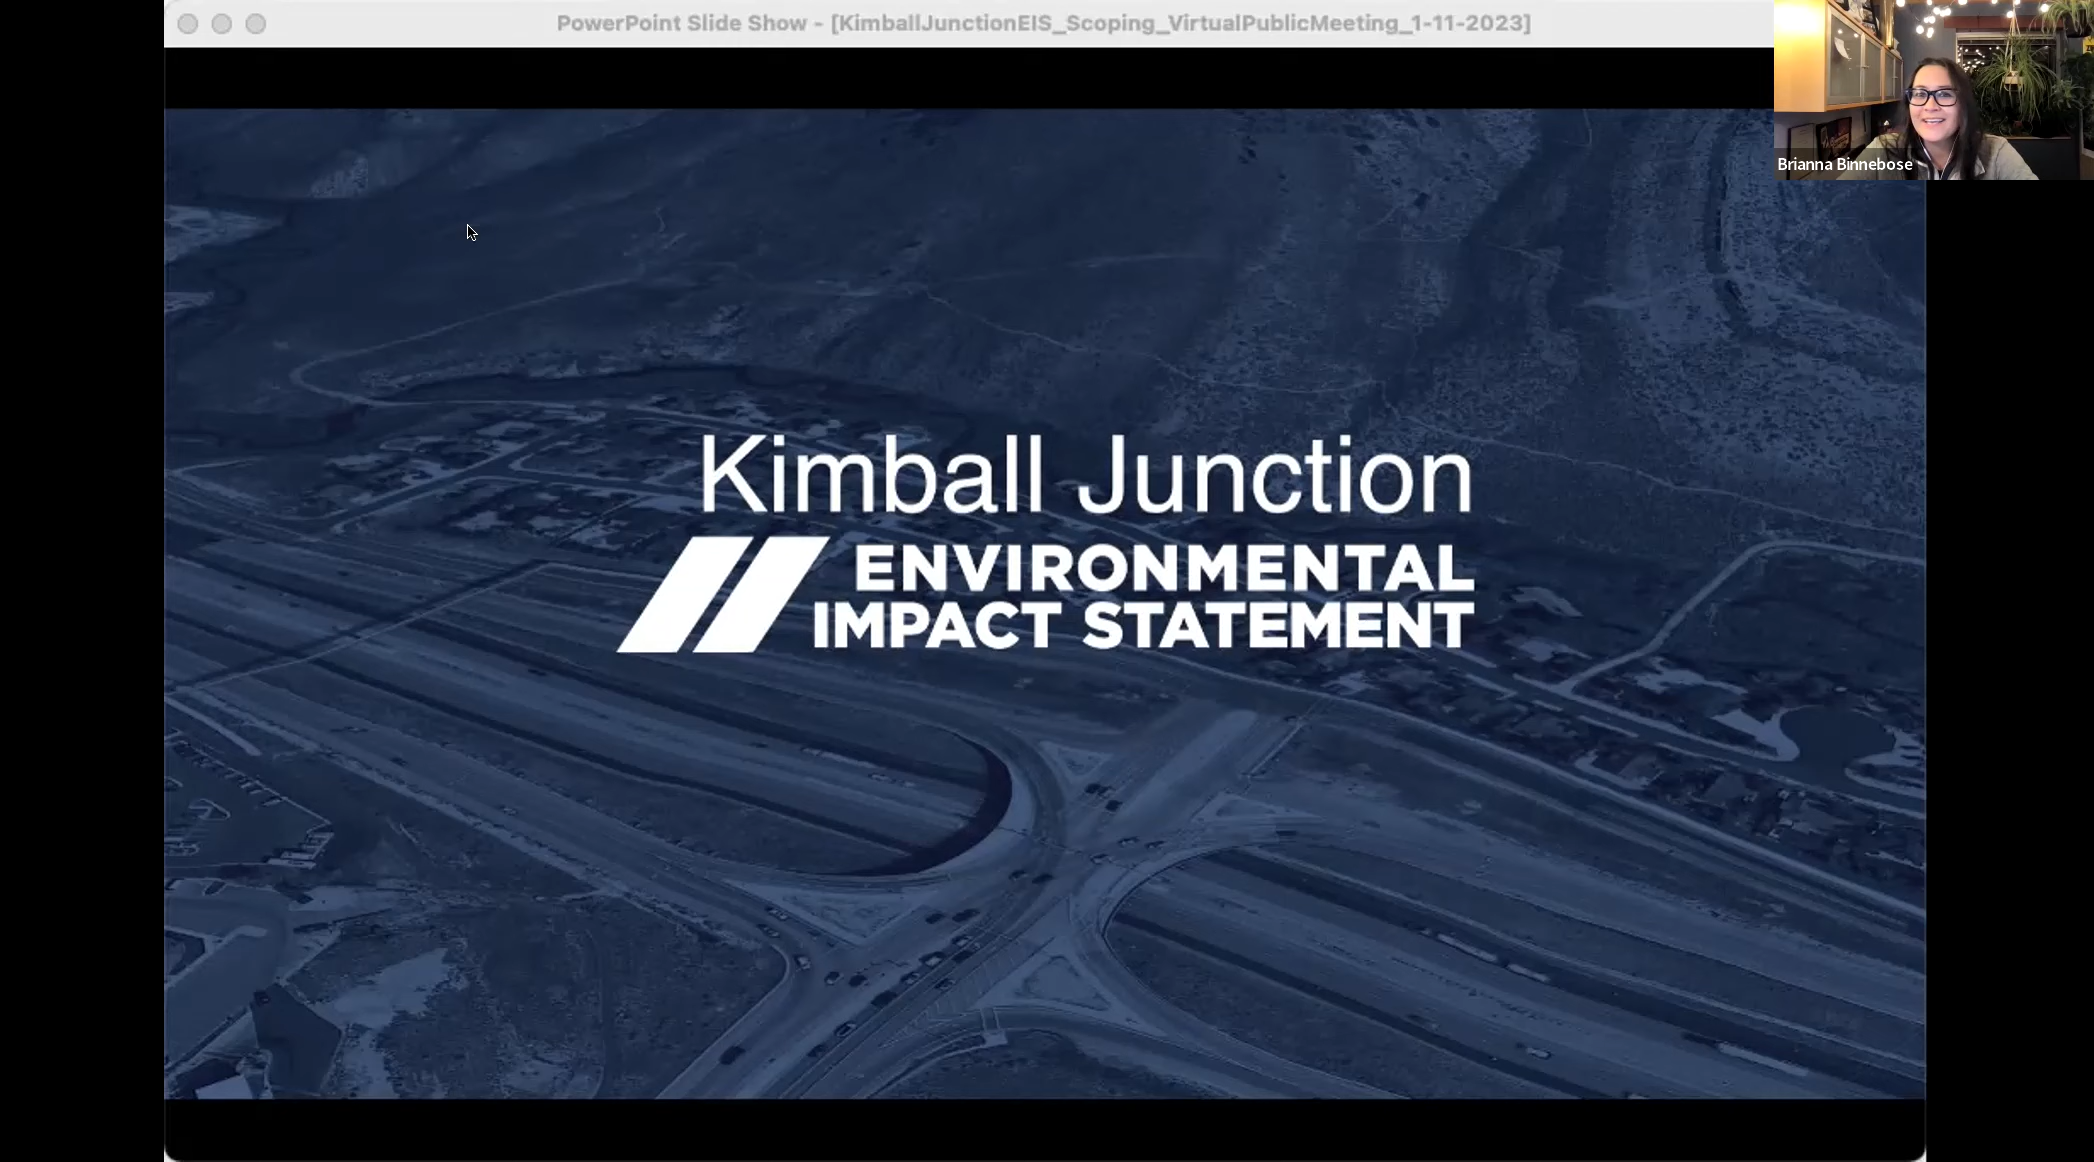 PowerPoint Slide Show - [KimballJunctionEIS_Scoping_VirtualPublicMeeting_1-11-2023]
Brianna Binnebose
Kimball Junction
ENVIRONMENTAL
IMPACT STATEMENT